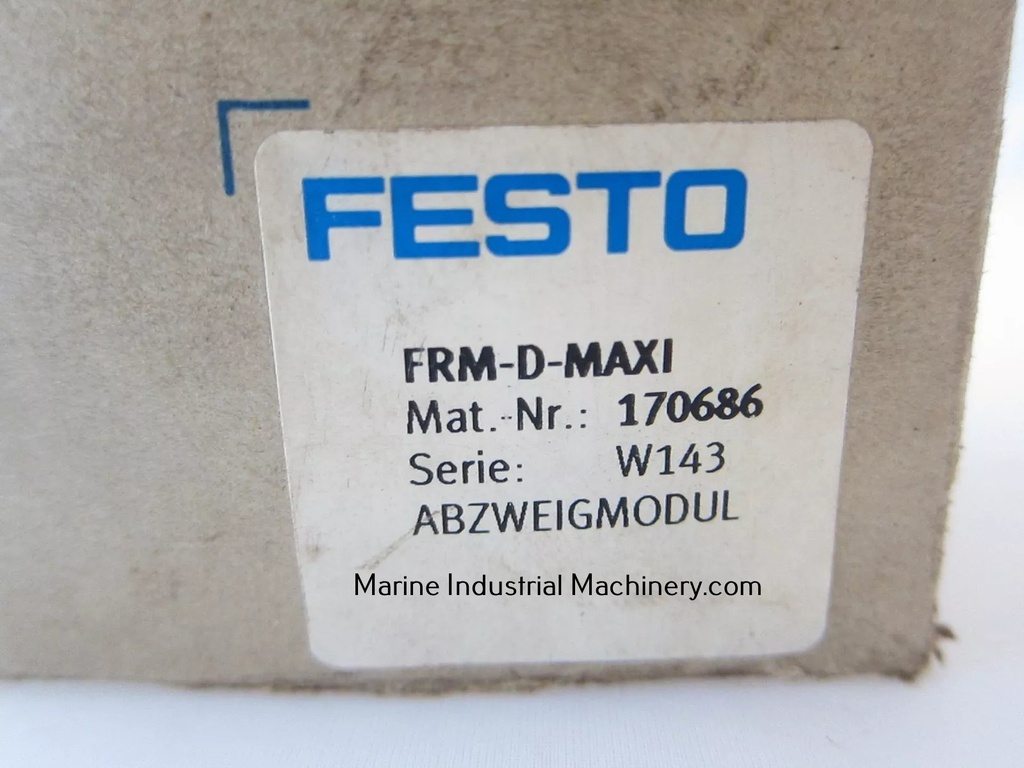 FESTO
FRM-D-MAXI
Mat.-Nr.: 170686
Serie: W143
ABZWEIGMODUL
Marine Industrial Machinery.com